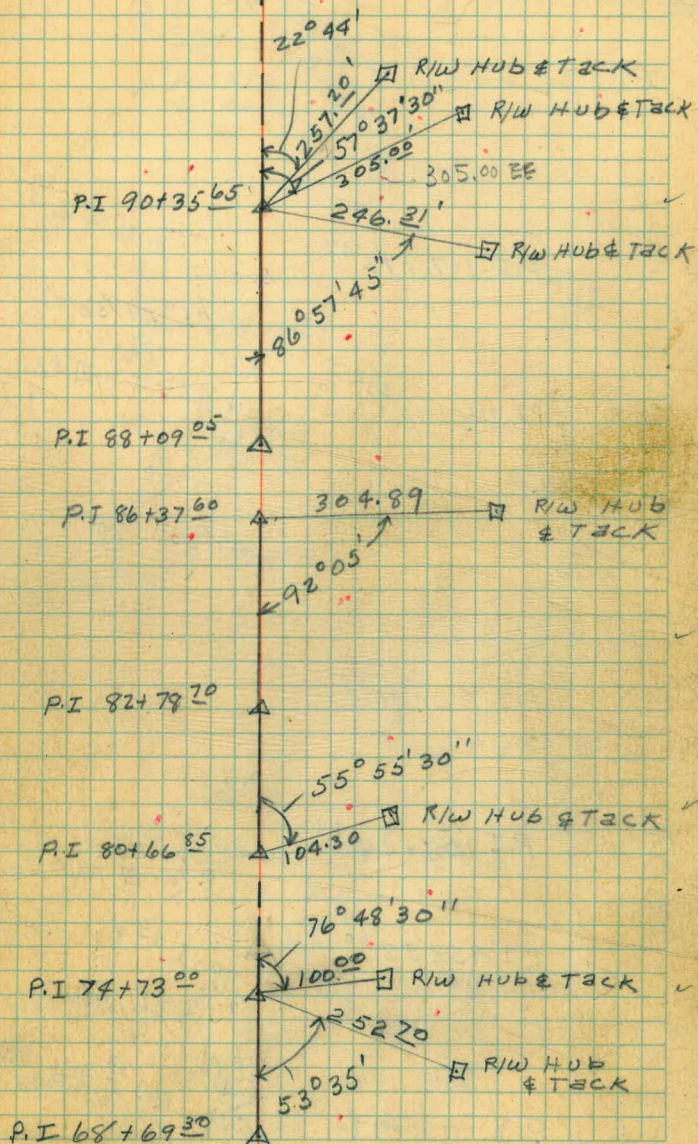 22° 44'
R/W Hub & Tack
257.20'
R/W Hub & Tack
57° 37' 30"
305.00'
305.00 EE
P.I 90+35 65
246.31'
R/W Hub & Tack
86° 57' 45"
P.I 88+09 05
P.I 86+37 60
304.89
R/W Hub
& Tack
92° 05'
P.I 82+78 70
55° 55' 30"
R/W Hub & Tack
P.I 80+66 85
104.30
76° 48' 30"
100.00
R/W Hub & Tack
P.I 74+73 00
252 70
R/W Hub
& Tack
53° 35'
P.I 68+69 30